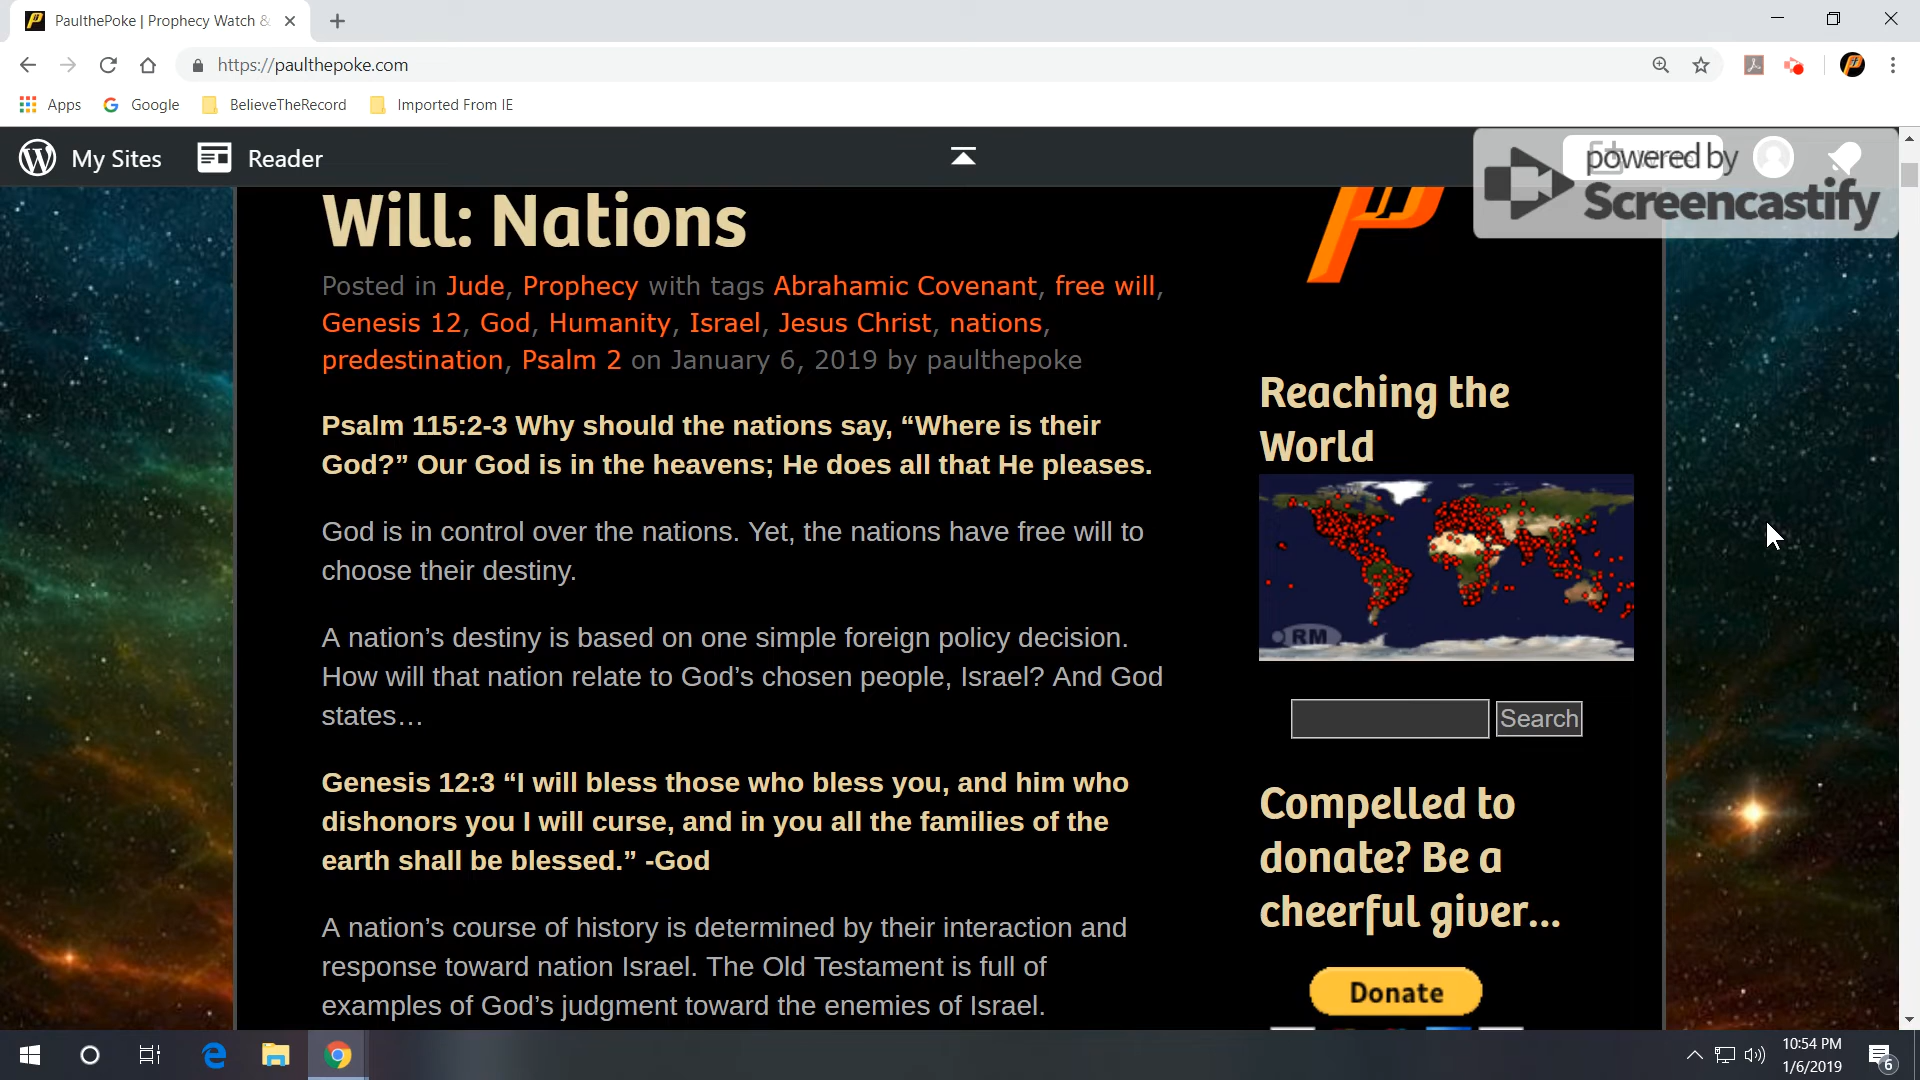 PaulthePoke | Prophecy Watch &
https://paulthepoke.com
Apps
Google
BelieveTheRecord
Imported From IE
My Sites
Reader
powered by
Screencastify
Will: Nations
Posted in Jude, Prophecy with tags Abrahamic Covenant, free will,
Genesis 12, God, Humanity, Israel, Jesus Christ, nations,
predestination, Psalm 2 on January 6, 2019 by paulthepoke
Psalm 115:2-3 Why should the nations say, “Where is their
God?” Our God is in the heavens; He does all that He pleases.
God is in control over the nations. Yet, the nations have free will to
choose their destiny.
A nation’s destiny is based on one simple foreign policy decision.
How will that nation relate to God’s chosen people, Israel? And God
states…
Genesis 12:3 “I will bless those who bless you, and him who
dishonors you I will curse, and in you all the families of the
earth shall be blessed.” -God
A nation’s course of history is determined by their interaction and
response toward nation Israel. The Old Testament is full of
examples of God’s judgment toward the enemies of Israel.
Reaching the
World
RM
Search
Compelled to
donate? Be a
cheerful giver…
Donate
10:54 PM
1/6/2019
6